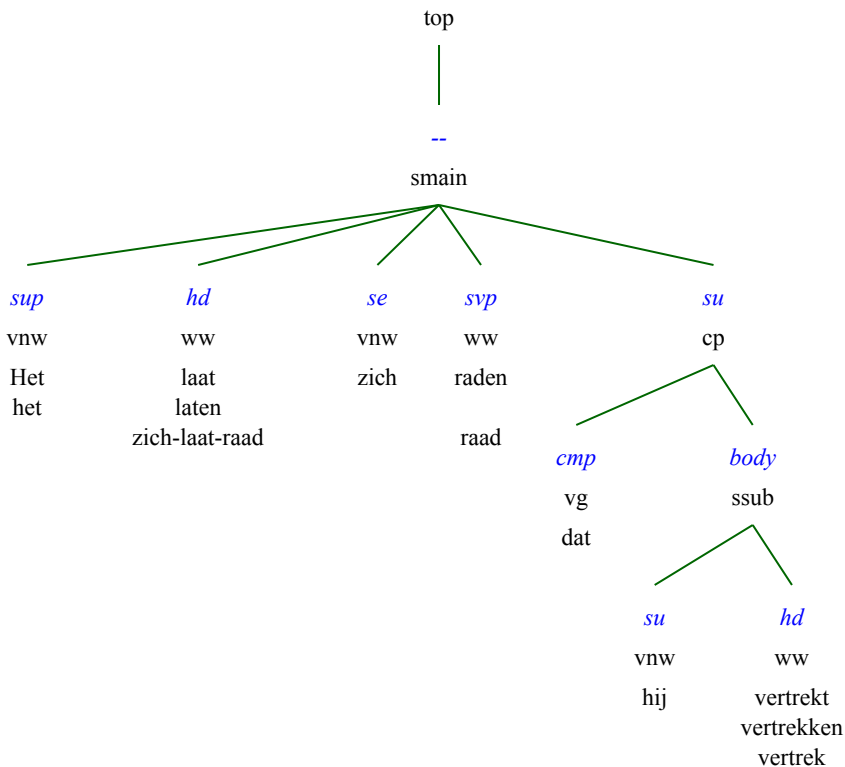 top
--
smain
sup hd se svp su
vnw ww vnw ww cp
Het laat zich raden
het laten
zich-laat-raad raad
cmp body
vg ssub
dat
su hd
vnw ww
hij vertrekt
vertrekken
vertrek